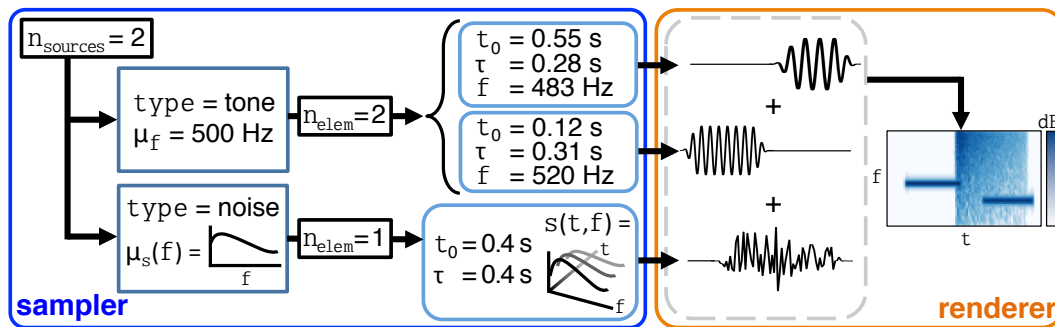 n_sources = 2
type = tone
μ_f = 500 Hz
n_elem = 2
t_0 = 0.55 s
τ = 0.28 s
f = 483 Hz
t_0 = 0.12 s
τ = 0.31 s
f = 520 Hz
type = noise
μ_s(f) =
f
n_elem = 1
t_0 = 0.4 s
τ = 0.4 s
s(t,f) =
t
f
sampler
+
+
f
t
renderer